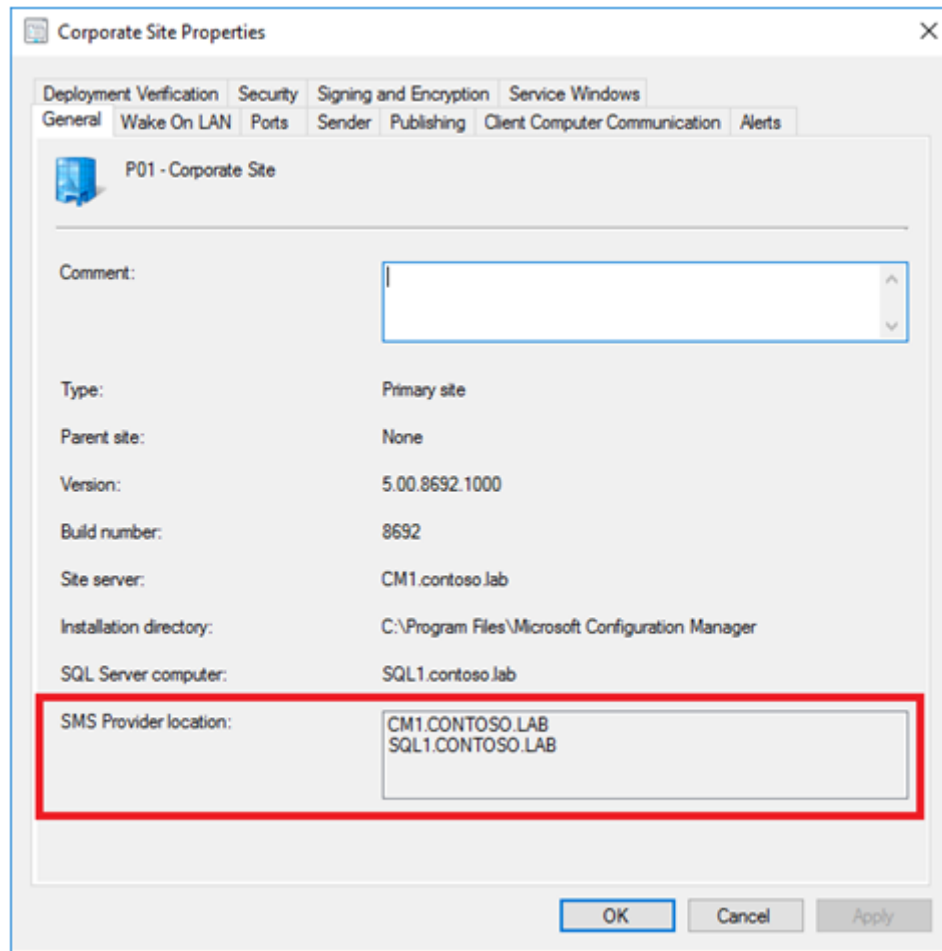 Corporate Site Properties
Deployment Verification Security Signing and Encryption Service Windows
General Wake On LAN Ports Sender Publishing Client Computer Communication Alerts
P01 - Corporate Site
Comment:
Type: Primary site
Parent site: None
Version: 5.00.8692.1000
Build number: 8692
Site server: CM1.contoso.lab
Installation directory: C:\Program Files\Microsoft Configuration Manager
SQL Server computer: SQL1.contoso.lab
SMS Provider location: CM1.CONTOSO.LAB
SQL1.CONTOSO.LAB
OK Cancel Apply